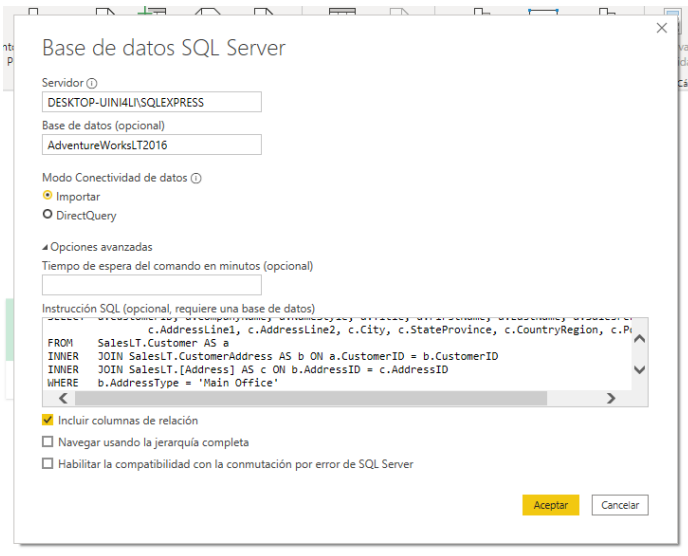 Base de datos SQL Server
Servidor
DESKTOP-UINI4LI\SQLEXPRESS
Base de datos (opcional)
AdventureWorksLT2016
Modo Conectividad de datos
Importar
DirectQuery
Opciones avanzadas
Tiempo de espera del comando en minutos (opcional)
Instrucción SQL (opcional, requiere una base de datos)
c.AddressLine1, c.AddressLine2, c.City, c.StateProvince, c.CountryRegion,
FROM SalesLT.Customer AS a
INNER JOIN SalesLT.CustomerAddress AS b ON a.CustomerID = b.CustomerID
INNER JOIN SalesLT.[Address] AS c ON b.AddressID = c.AddressID
WHERE b.AddressType = 'Main Office'
Incluir columnas de relación
Navegar usando la jerarquía completa
Habilitar la compatibilidad con la conmutación por error de SQL Server
Aceptar Cancelar